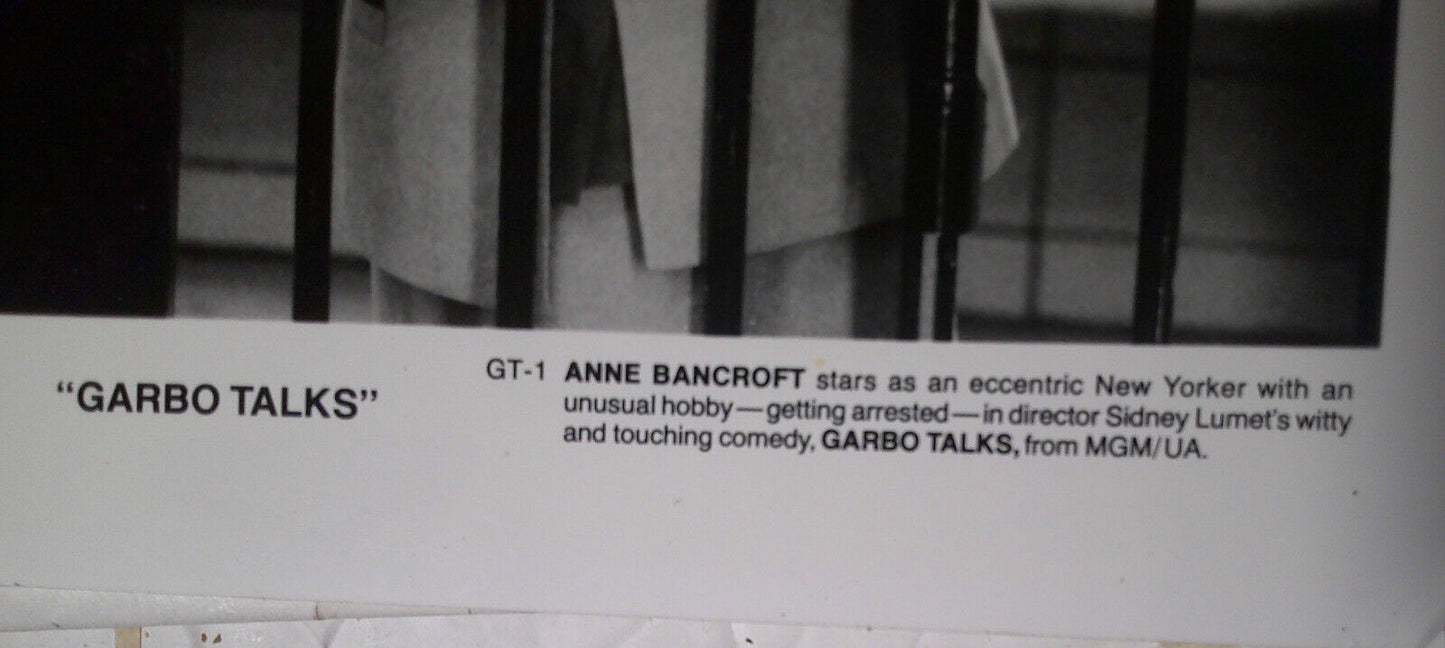 "GARBO TALKS"
GT-1 ANNE BANCROFT stars as an eccentric New Yorker with an
unusual hobby—getting arrested—in director Sidney Lumet's witty
and touching comedy, GARBO TALKS, from MGM/UA.